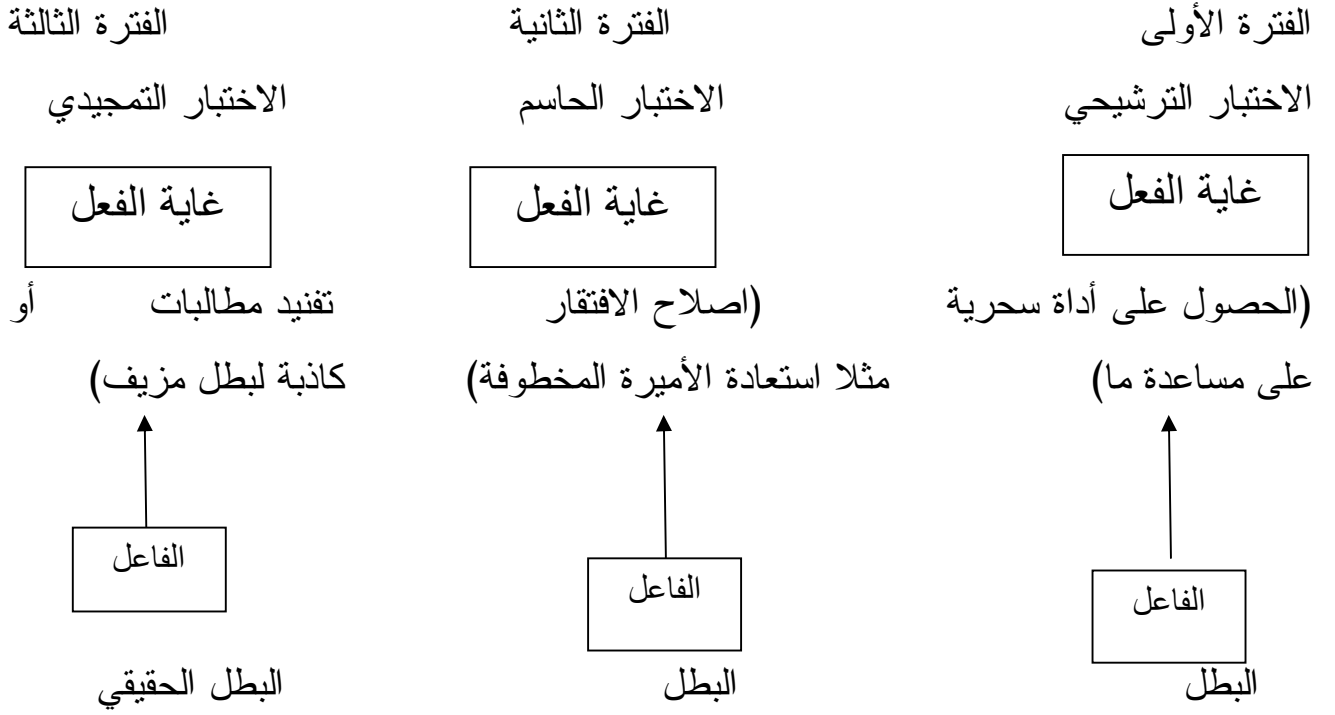 الفترة الأولى الفترة الثانية الفترة الثالثة
الاختبار الترشيحي الاختبار الحاسم الاختبار التمجيدي
غاية الفعل غاية الفعل غاية الفعل
(الحصول على أداة سحرية (اصلاح الافتقار تفنيد مطالبات أو
على مساعدة ما) مثلا استعادة الأميرة المخطوفة) كاذبة لبطل مزيف)
الفاعل الفاعل الفاعل
البطل البطل البطل الحقيقي